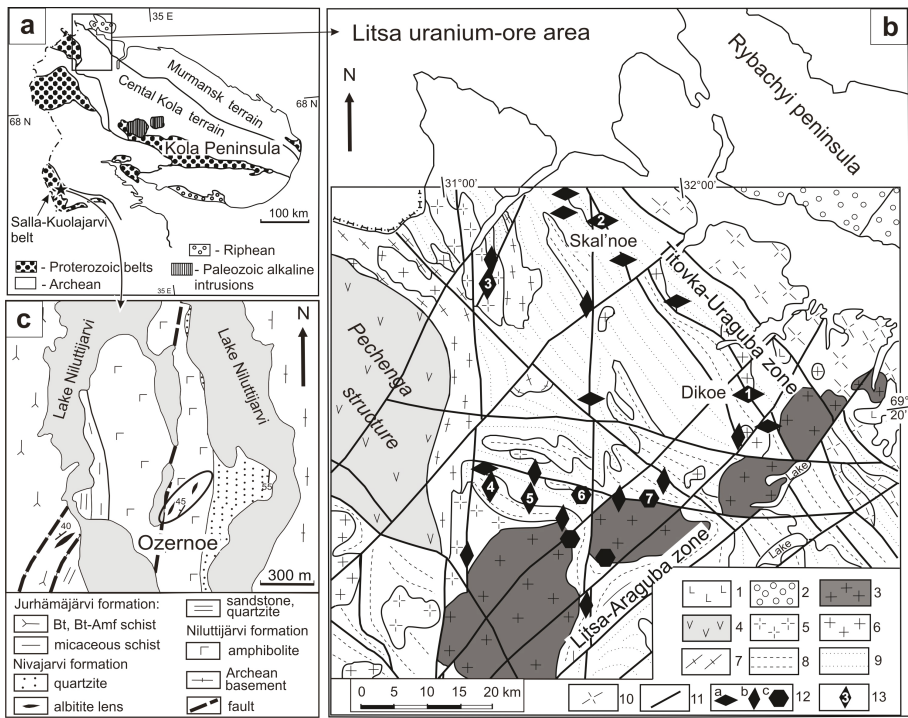 a
35 E
Murmansk terrain
Cental Kola terrain
68 N
68 N
Kola Peninsula
Salla-Kuolajarvi
belt
100 km
- Riphean
- Proterozoic belts
- Paleozoic alkaline
intrusions
- Archean
35 E
b
Litsa uranium-ore area
N
Rybachyi peninsula
31°00'
32°00'
2
Skal'noe
Titovka-Uraguba zone
3
Pechenga
structure
Dikoe
1
69°
20'
Lake
4
5
6
7
Lake
Litsa-Araguba zone
0 5 10 15 20 km
1
2
3
4
5
6
7
8
9
10
11
a
b
c
12
3
13
c
Lake Niluttijarvi
Lake Niluttijarvi
N
55
45
40
Ozernoe
300 m
Jurhämäjärvi formation:
Bt, Bt-Amf schist
micaceous schist
Nivajarvi formation
quartzite
albitite lens
sandstone,
quartzite
Niluttijärvi formation
amphibolite
Archean
basement
fault